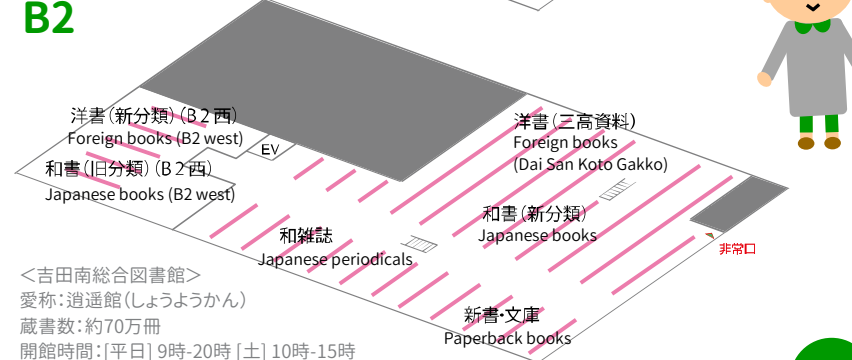 B2
洋書(新分類)(B2西)
Foreign books (B2 west)
和書(旧分類)(B2西)
Japanese books (B2 west)
EV
洋書(三高資料)
Foreign books
(Dai San Koto Gakko)
和書(新分類)
Japanese books
和雑誌
Japanese periodicals
非常口
新書・文庫
Paperback books
<吉田南総合図書館>
愛称:逍遥館(しょうようかん)
蔵書数:約70万冊
開館時間:[平日] 9時-20時 [土] 10時-15時